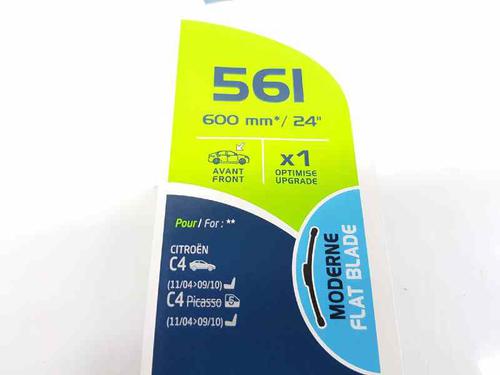 56I
600 mm*/ 24"
AVANT
FRONT
x1
OPTIMISE
UPGRADE
Pour/ For : **
CITROËN
C4
(11/04>09/10)
C4 Picasso
(11/04>09/10)
MODERNE
FLAT BLADE